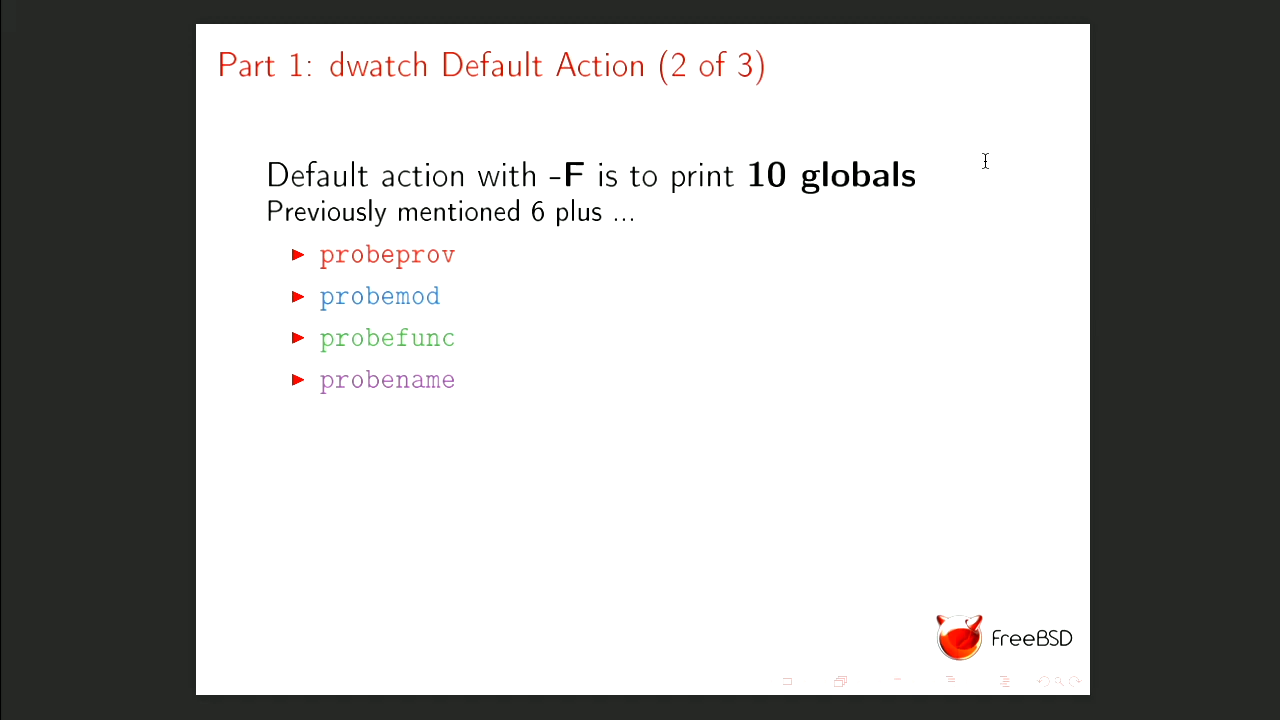 Part 1: dwatch Default Action (2 of 3)
Default action with -F is to print 10 globals
Previously mentioned 6 plus ...
probeprov
probemod
probefunc
probename
FreeBSD